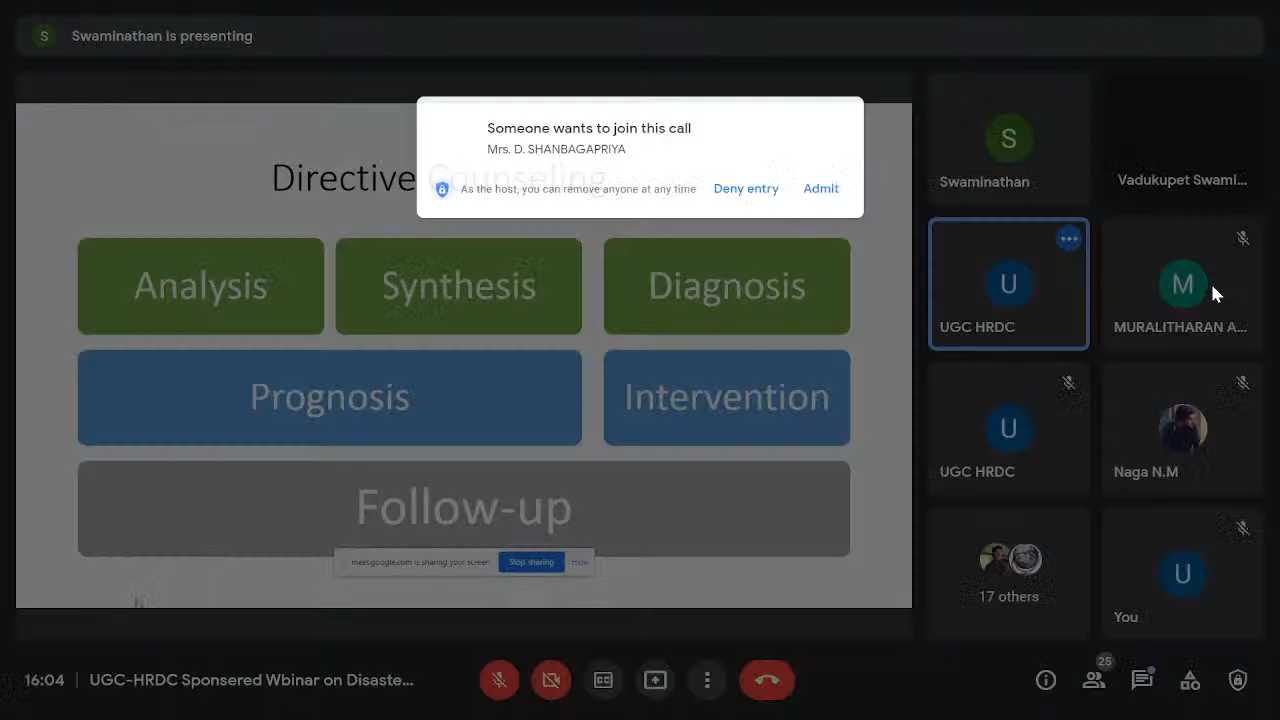 S
Swaminathan is presenting
Someone wants to join this call
Mrs. D. SHANBAGAPRIYA
As the host, you can remove anyone at any time
Deny entry
Admit
Directive Counseling
Analysis
Synthesis
Diagnosis
Prognosis
Intervention
Follow-up
meet.google.com is sharing your screen
Stop sharing
Hide
S
Swaminathan
Vadukupet Swami...
U
UGC HRDC
M
MURALITHARAN A...
U
UGC HRDC
Naga N.M
17 others
U
You
16:04
UGC-HRDC Sponsered Wbinar on Disaste...
CC
25